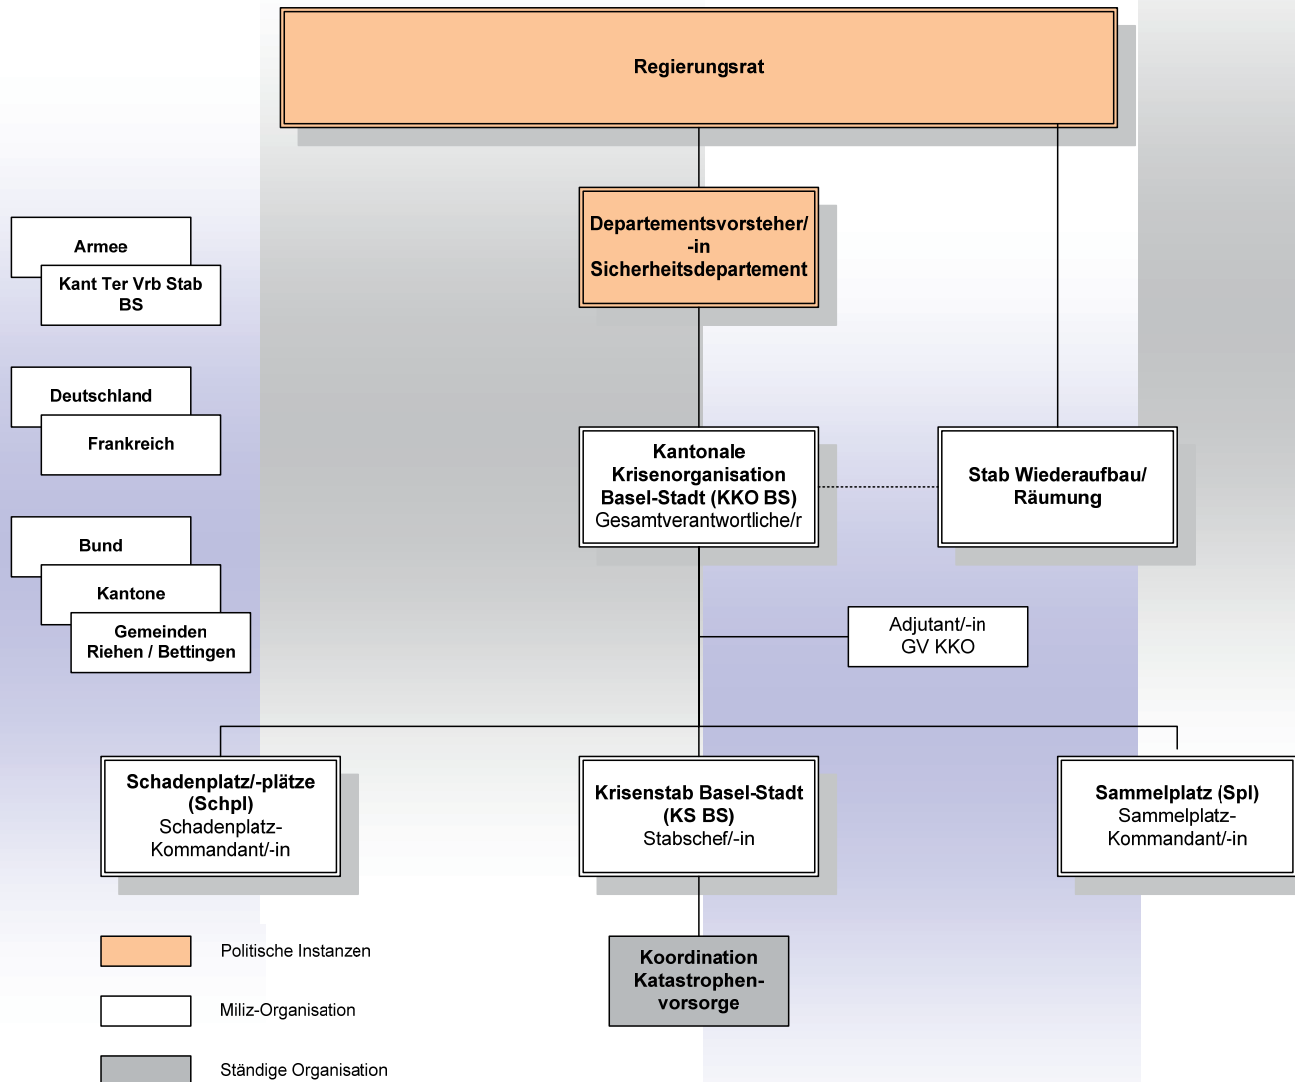 Regierungsrat
Departementsvorsteher/
-in
Sicherheitsdepartement
Armee
Kant Ter Vrb Stab
BS
Deutschland
Frankreich
Bund
Kantone
Gemeinden
Riehen / Bettingen
Kantonale
Krisenorganisation
Basel-Stadt (KKO BS)
Gesamtverantwortliche/r
Stab Wiederaufbau/
Räumung
Adjutant/-in
GV KKO
Schadenplatz/-plätze
(Schpl)
Schadenplatz-
Kommandant/-in
Krisenstab Basel-Stadt
(KS BS)
Stabschef/-in
Sammelplatz (Spl)
Sammelplatz-
Kommandant/-in
Koordination
Katastrophen-
vorsorge
Politische Instanzen
Miliz-Organisation
Ständige Organisation